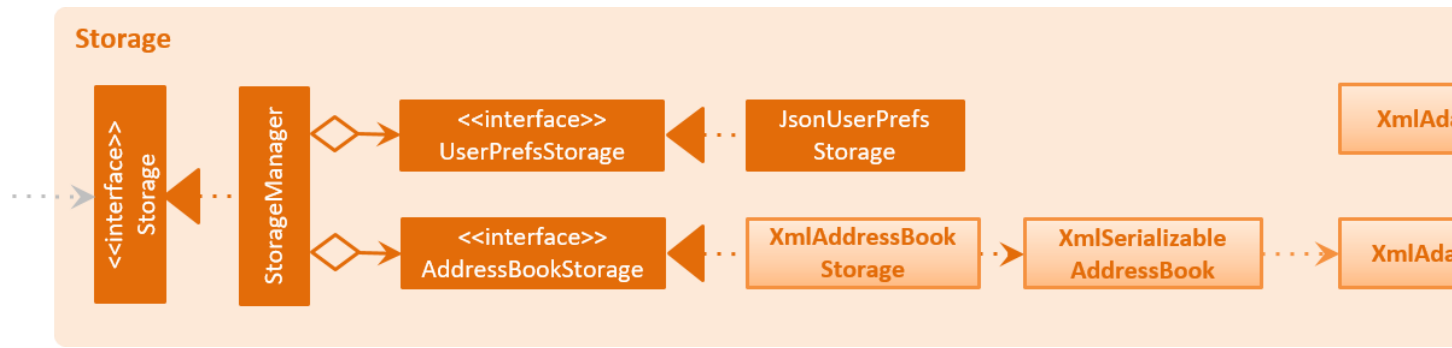 Storage
<<interface>>
Storage
StorageManager
<<interface>>
UserPrefsStorage
JsonUserPrefs
Storage
<<interface>>
AddressBookStorage
XmlAddressBook
Storage
XmlSerializable
AddressBook